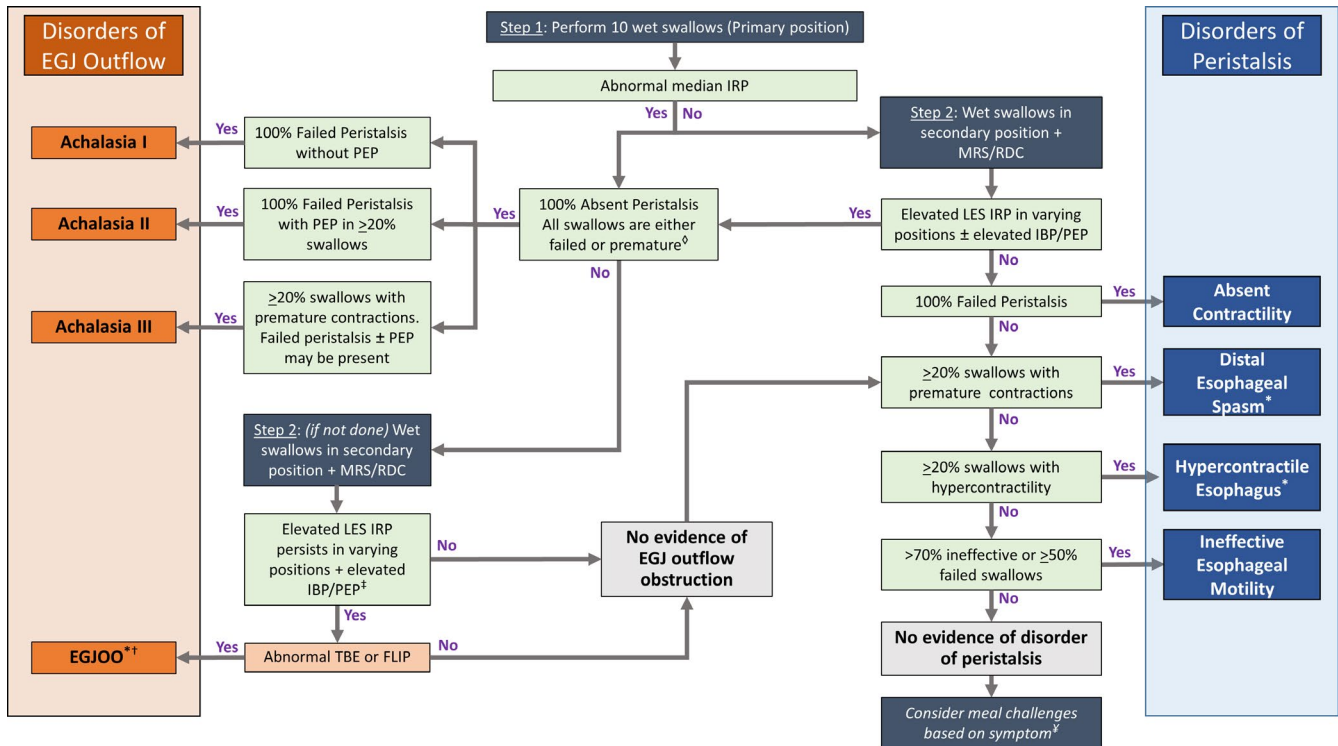 Disorders of
EGJ Outflow
Step 1: Perform 10 wet swallows (Primary position)
Disorders of
Peristalsis
Abnormal median IRP
Yes
No
Step 2: Wet swallows in
secondary position +
MRS/RDC
Achalasia I
Yes
100% Failed Peristalsis
without PEP
Achalasia II
Yes
100% Failed Peristalsis
with PEP in ≥20%
swallows
Yes
100% Absent Peristalsis
All swallows are either
failed or premature◊
Yes
Elevated LES IRP in varying
positions ± elevated IBP/PEP
No
No
Achalasia III
Yes
≥20% swallows with
premature contractions.
Failed peristalsis ± PEP
may be present
100% Failed Peristalsis
Yes
Absent
Contractility
No
≥20% swallows with
premature contractions
Yes
Distal
Esophageal
Spasm*
No
Step 2: (if not done) Wet
swallows in secondary
position + MRS/RDC
≥20% swallows with
hypercontractility
Yes
Hypercontractile
Esophagus*
No
Elevated LES IRP
persists in varying
positions + elevated
IBP/PEP‡
No
No evidence of
EGJ outflow
obstruction
>70% ineffective or ≥50%
failed swallows
Yes
Ineffective
Esophageal
Motility
Yes
No
EGJOO*†
Yes
Abnormal TBE or FLIP
No
No evidence of disorder
of peristalsis
Consider meal challenges
based on symptom¥